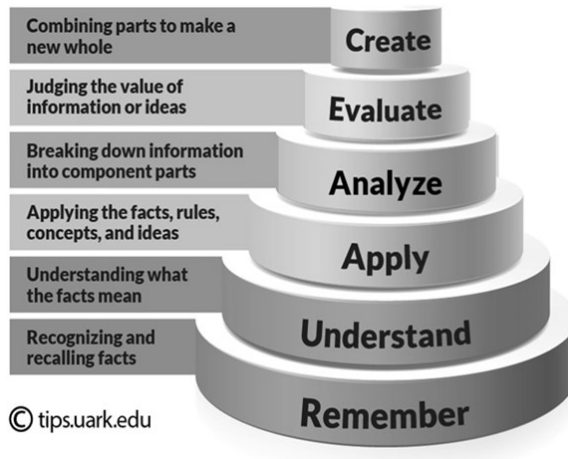 Combining parts to make a
new whole
Create
Judging the value of
information or ideas
Evaluate
Breaking down information
into component parts
Analyze
Applying the facts, rules,
concepts, and ideas
Apply
Understanding what
the facts mean
Understand
Recognizing and
recalling facts
Remember
© tips.uark.edu